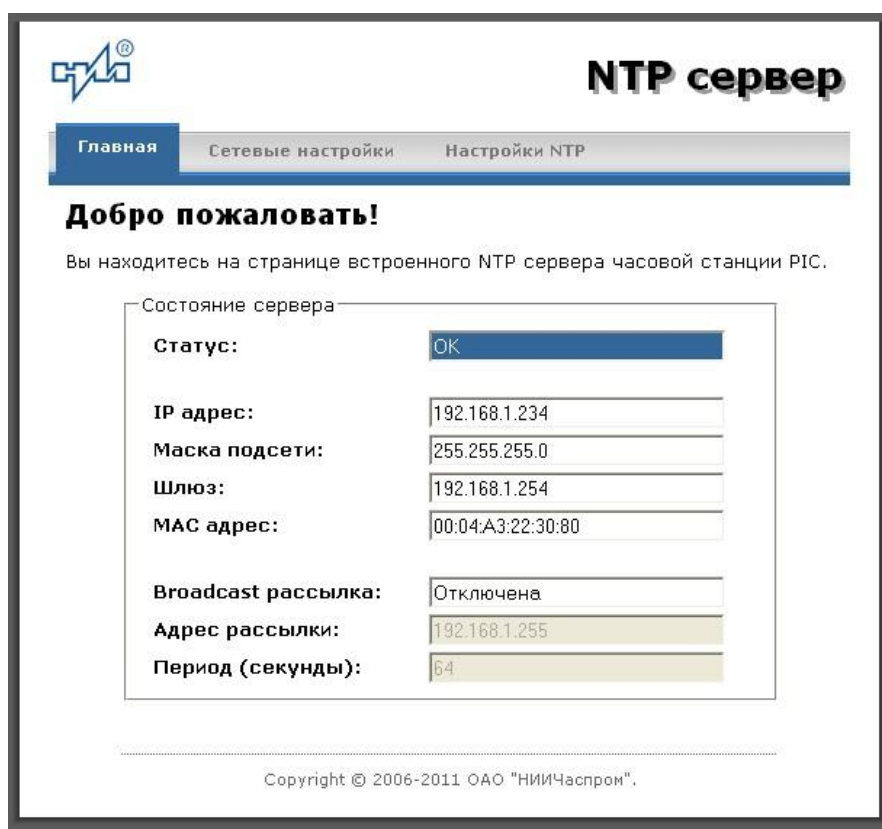 ®
NTP сервер
Главная Сетевые настройки Настройки NTP
Добро пожаловать!
Вы находитесь на странице встроенного NTP сервера часовой станции PIC.
Состояние сервера
Статус: OK
IP адрес: 192.168.1.234
Маска подсети: 255.255.255.0
Шлюз: 192.168.1.254
MAC адрес: 00:04:A3:22:30:80
Broadcast рассылка: Отключена
Адрес рассылки: 192.168.1.255
Период (секунды): 64
Copyright © 2006-2011 ОАО "НИИЧаспром".